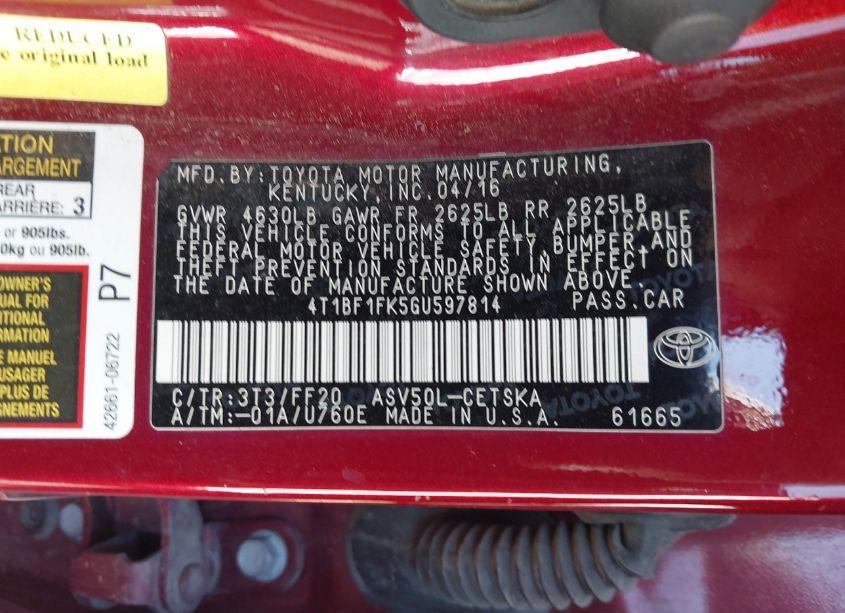 REDUCED
e original load
ATION
ARGEMENT
REAR
ARRIÈRE: 3
or 905lbs.
0kg ou 905lb.
OWNER'S
UAL FOR
ITIONAL
RMATION
E MANUEL
USAGER
PLUS DE
GNEMENTS
P7
42861-06722
MFD.BY:TOYOTA MOTOR MANUFACTURING,
KENTUCKY, INC.04/16
GVWR 4630LB GAWR FR 2625LB RR 2625LB
THIS VEHICLE CONFORMS TO ALL APPLICABLE
FEDERAL MOTOR VEHICLE SAFETY,BUMPER,AND
THEFT PREVENTION STANDARDS IN EFFECT ON
THE DATE OF MANUFACTURE SHOWN ABOVE.
4T1BF1FK5GU597814 PASS.CAR
C/TR:3T3/FF20 ASV50L-CETSKA
A/TM:-01A/U760E MADE IN U.S.A. 61665